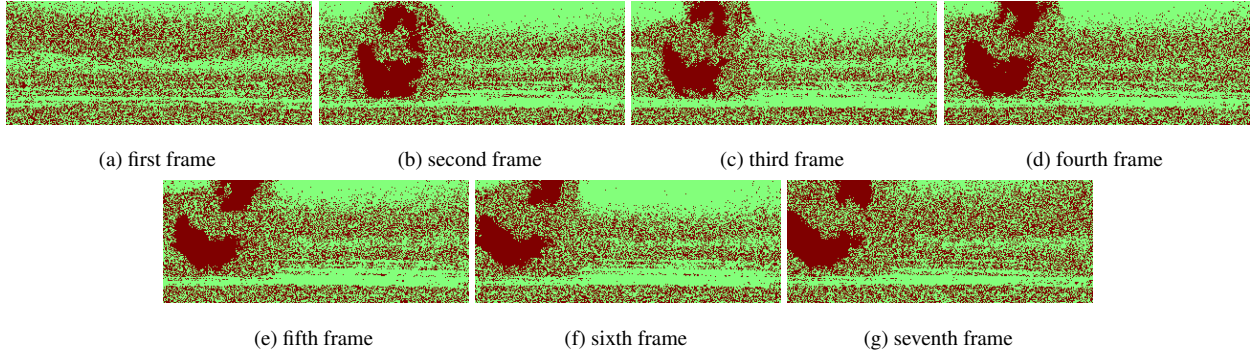 (a) first frame
(b) second frame
(c) third frame
(d) fourth frame
(e) fifth frame
(f) sixth frame
(g) seventh frame